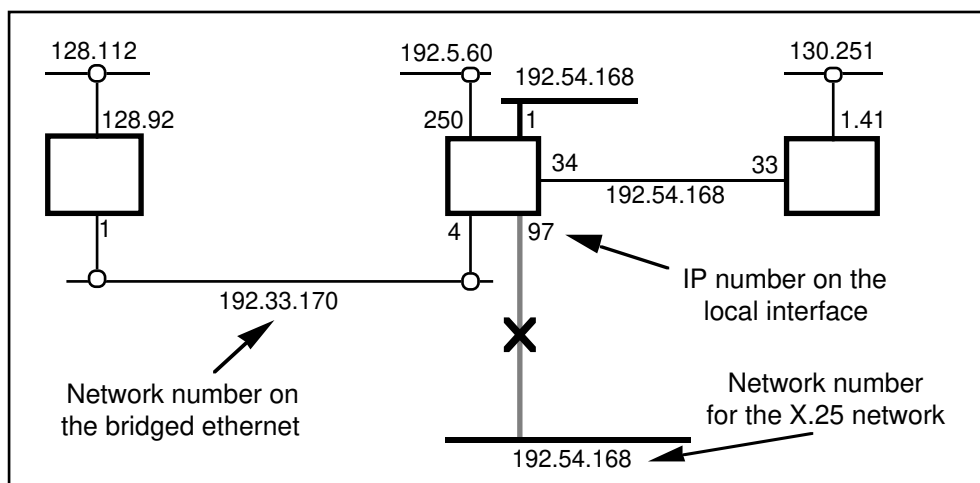 128.112
192.5.60
130.251
192.54.168
128.92
250
1
1.41
34
33
192.54.168
1
4
97
192.33.170
IP number on the
local interface
Network number on
the bridged ethernet
Network number
for the X.25 network
192.54.168